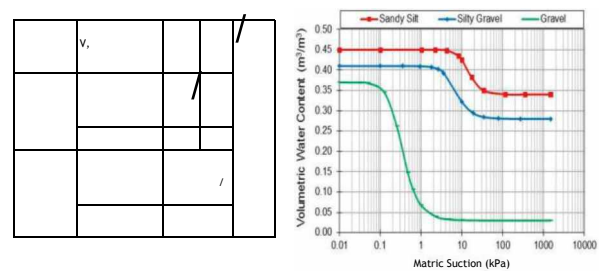 V,
/
/
/
Sandy Silt Silty Gravel Gravel
Volumetric Water Content (m³/m³)
0.50
0.45
0.40
0.35
0.30
0.25
0.20
0.15
0.10
0.05
0.00
0.01 0.1 1 10 100 1000 10000
Matric Suction (kPa)